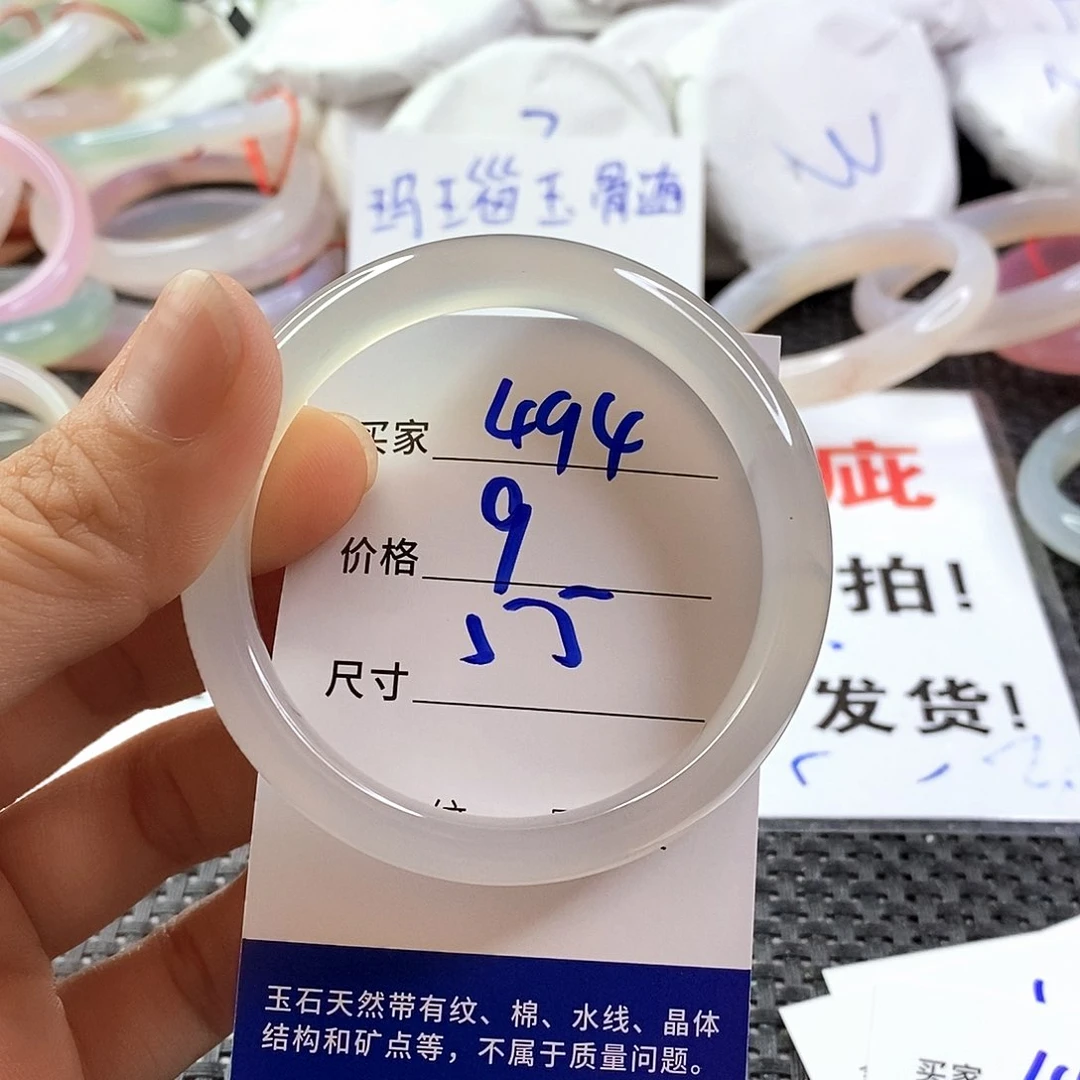 玛瑙玉骨髓
买家 494
价格 9
尺寸 55
疵
拍!
发货!
玉石天然带有纹、棉、水线、晶体
结构和矿点等，不属于质量问题。
买家